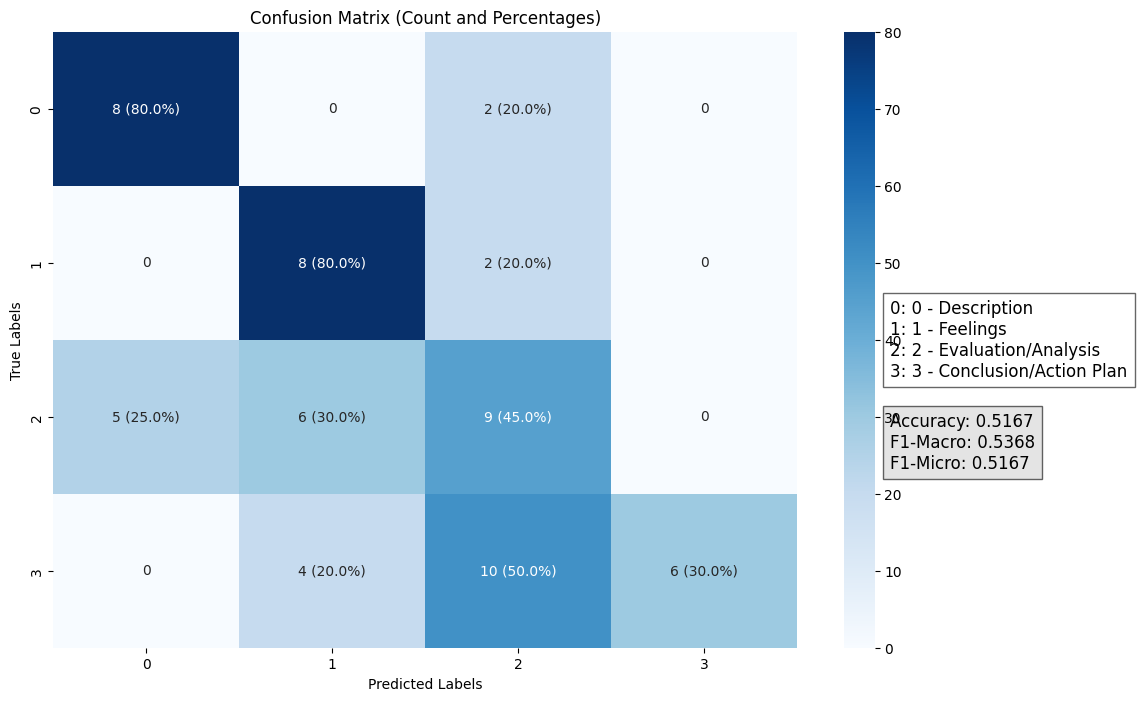 Confusion Matrix (Count and Percentages)
True Labels
0
8 (80.0%) 0 2 (20.0%) 0
1
0 8 (80.0%) 2 (20.0%) 0
2
5 (25.0%) 6 (30.0%) 9 (45.0%) 0
3
0 4 (20.0%) 10 (50.0%) 6 (30.0%)
0 1 2 3
Predicted Labels
80
70
60
50
40
30
20
10
0
0: 0 - Description
1: 1 - Feelings
2: 2 - Evaluation/Analysis
3: 3 - Conclusion/Action Plan
Accuracy: 0.5167
F1-Macro: 0.5368
F1-Micro: 0.5167